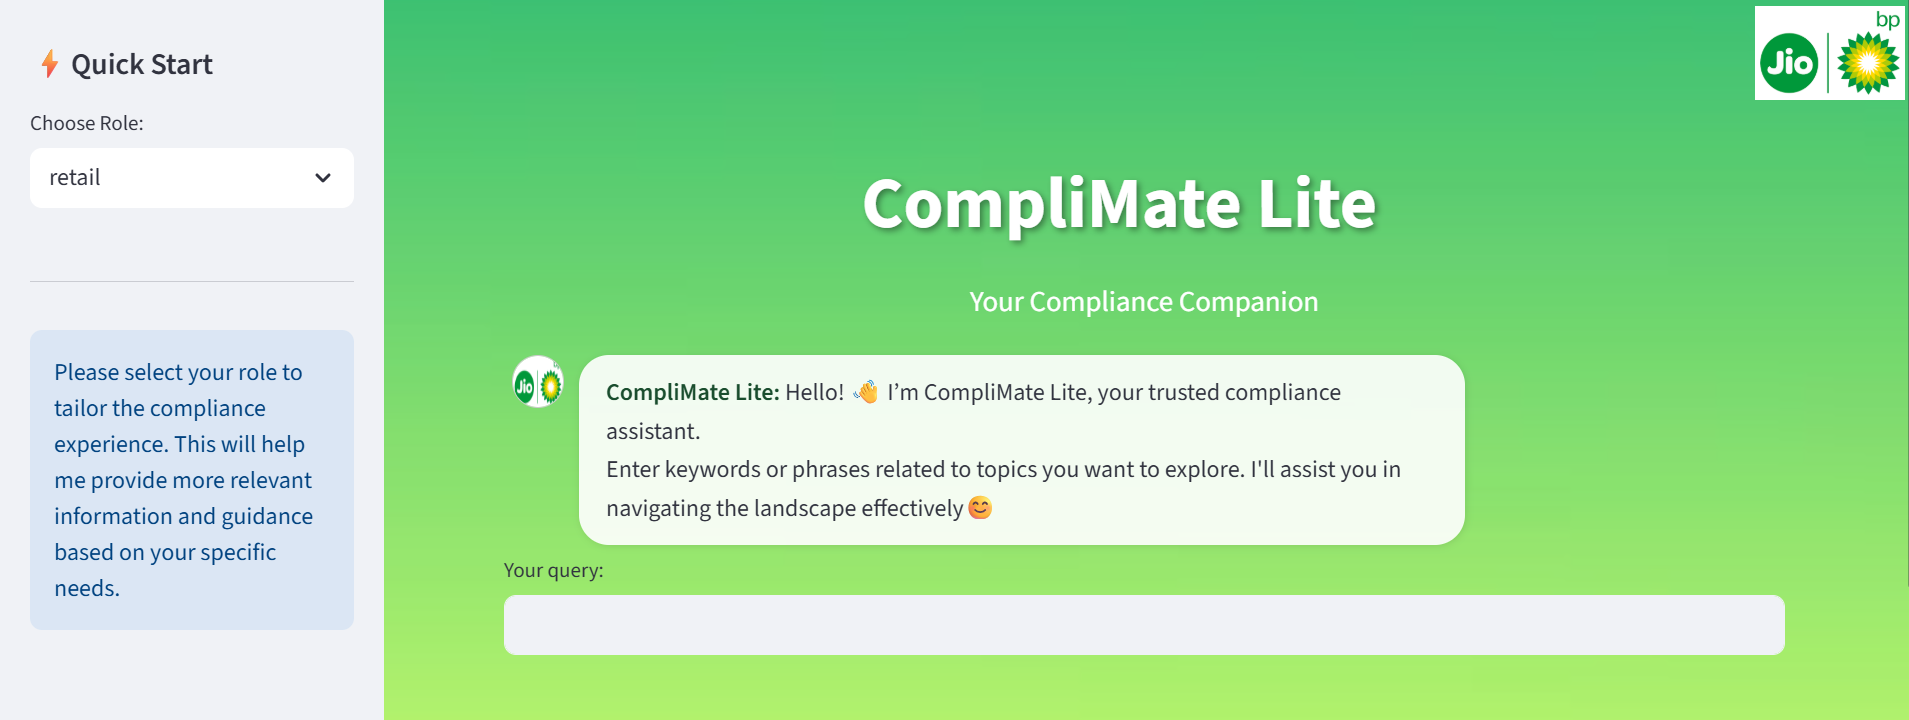 Quick Start
Choose Role:
retail
Please select your role to
tailor the compliance
experience. This will help
me provide more relevant
information and guidance
based on your specific
needs.
bp
Jio
CompliMate Lite
Your Compliance Companion
Jio
CompliMate Lite: Hello! 👋 I’m CompliMate Lite, your trusted compliance
assistant.
Enter keywords or phrases related to topics you want to explore. I'll assist you in
navigating the landscape effectively😊
Your query: